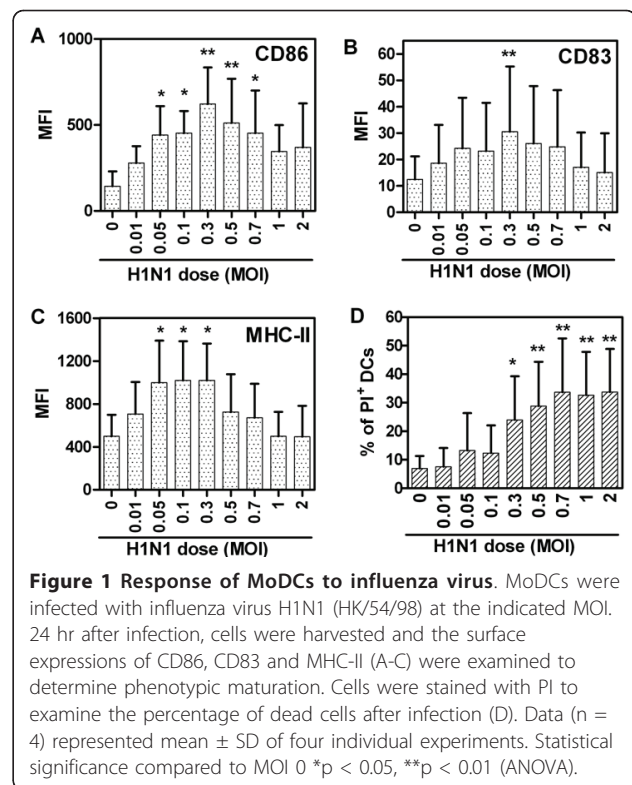 A
CD86
1000
500
0
MFI
* * ** ** *
0 0.01 0.05 0.1 0.3 0.5 0.7 1 2
H1N1 dose (MOI)
B
CD83
60
50
40
30
20
10
0
MFI
**
0 0.01 0.05 0.1 0.3 0.5 0.7 1 2
H1N1 dose (MOI)
C
MHC-II
1600
1200
800
400
0
MFI
* * *
0 0.01 0.05 0.1 0.3 0.5 0.7 1 2
H1N1 dose (MOI)
D
60
50
40
30
20
10
0
% of PI+ DCs
* ** ** ** **
0 0.01 0.05 0.1 0.3 0.5 0.7 1 2
H1N1 dose (MOI)
Figure 1 Response of MoDCs to influenza virus. MoDCs were
infected with influenza virus H1N1 (HK/54/98) at the indicated MOI.
24 hr after infection, cells were harvested and the surface
expressions of CD86, CD83 and MHC-II (A-C) were examined to
determine phenotypic maturation. Cells were stained with PI to
examine the percentage of dead cells after infection (D). Data (n =
4) represented mean ± SD of four individual experiments. Statistical
significance compared to MOI 0 *p < 0.05, **p < 0.01 (ANOVA).